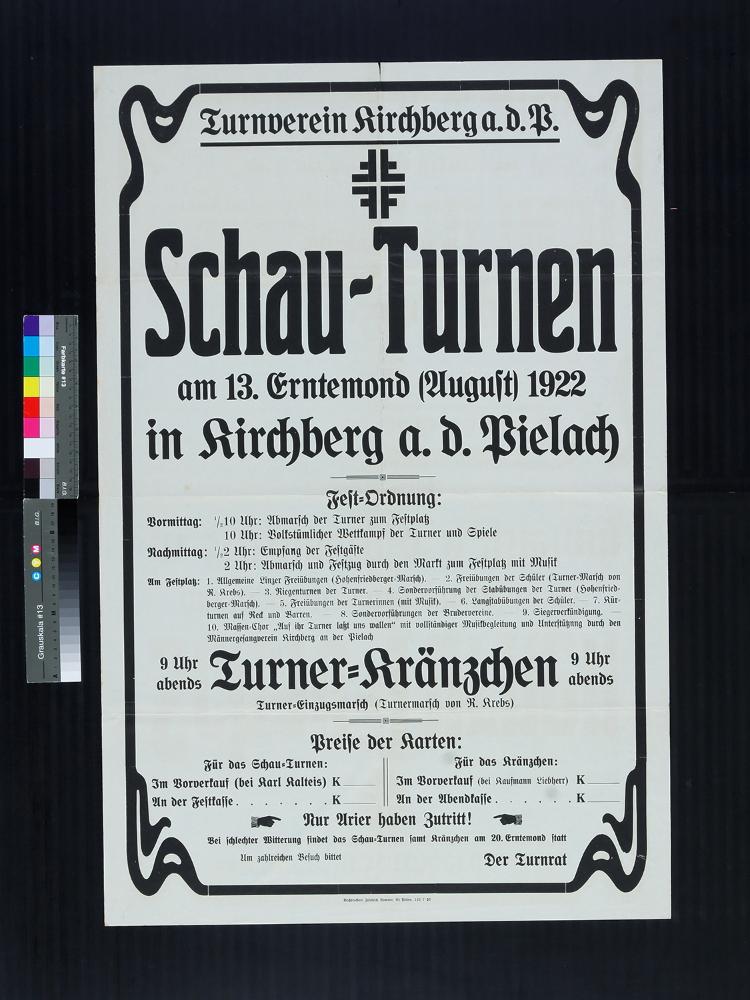 Turnverein Kirchberg a. d. P.
Schau-Turnen
am 13. Erntemond (August) 1922
in Kirchberg a. d. Pielach
Fest-Ordnung:
Vormittag: 1/2 10 Uhr: Abmarsch der Turner zum Festplatz
10 Uhr: Volkstümlicher Wettkampf der Turner und Spiele
Nachmittag: 1/2 2 Uhr: Empfang der Festgäste
2 Uhr: Abmarsch und Festzug durch den Markt zum Festplatz mit Musik
Am Festplatz: 1. Allgemeine Linzer Freiübungen (Hohenfriedberger-Marsch). — 2. Freiübungen der Schüler (Turner-Marsch von
R. Krebs). — 3. Riegenturnen der Turner. — 4. Sondervorführung der Stabübungen der Turner (Hohenfried-
berger-Marsch). — 5. Freiübungen der Turnerinnen (mit Musik). — 6. Langstabübungen der Schüler. — 7. Kür-
turnen auf Reck und Barren. — 8. Sondervorführungen der Brudervereine. — 9. Siegerverkündigung. —
10. Massen-Chor „Auf ihr Turner laßt uns wallen“ mit vollständiger Musikbegleitung und Unterstützung durch den
Männergesangverein Kirchberg an der Pielach
9 Uhr abends Turner-Kränzchen 9 Uhr abends
Turner-Einzugsmarsch (Turnermarsch von R. Krebs)
Preise der Karten:
Für das Schau-Turnen:
Im Vorverkauf (bei Karl Kalteis) K
An der Festkasse . . . . . . . K
Für das Kränzchen:
Im Vorverkauf (bei Kaufmann Liebherr) K
An der Abendkasse . . . . . K
Nur Arier haben Zutritt!
Bei schlechter Witterung findet das Schau-Turnen samt Kränzchen am 20. Erntemond statt
Um zahlreichen Besuch bittet
Der Turnrat
Farbkarte #13
B.I.G.
Grauskala #13
B.I.G.
C Y M